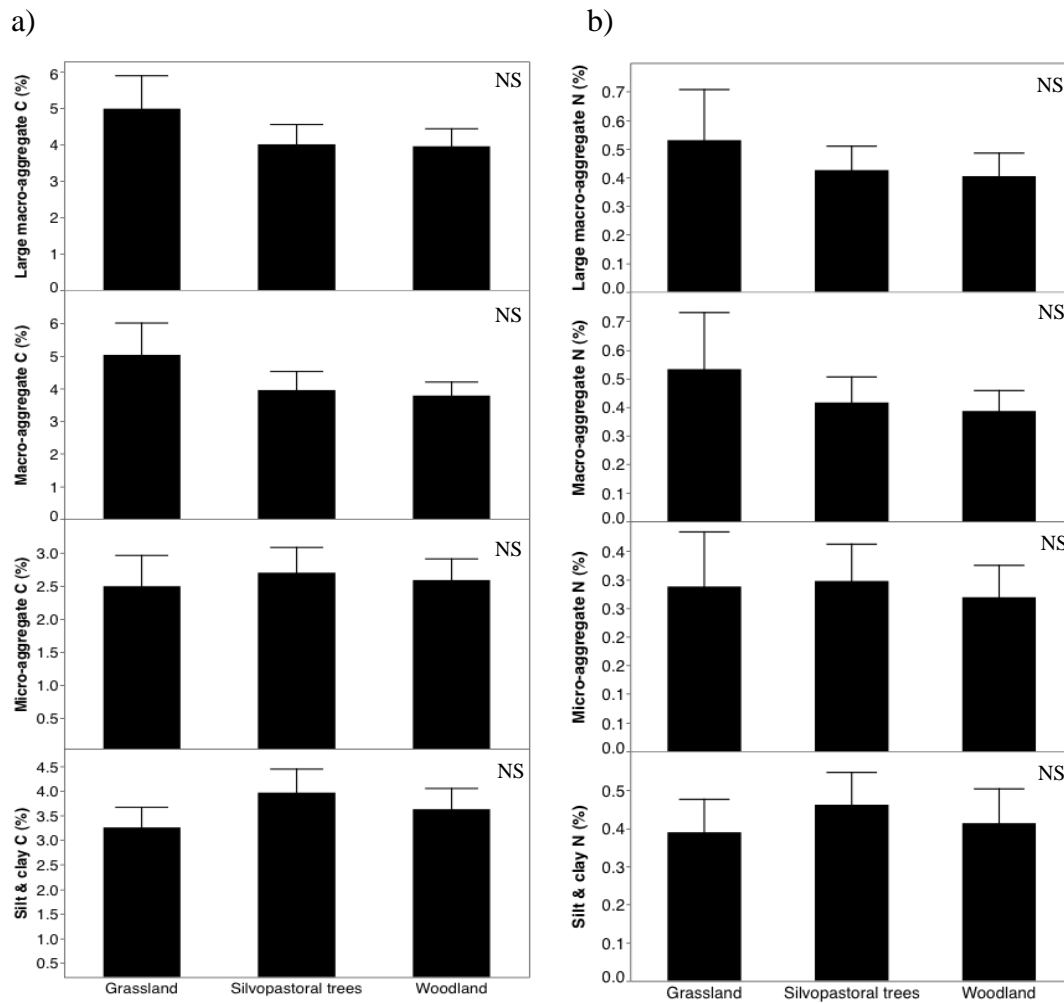 a)
b)
Large macro-aggregate C (%)
6
5
4
3
2
1
0
NS
Macro-aggregate C (%)
6
5
4
3
2
1
0
NS
Micro-aggregate C (%)
3.0
2.5
2.0
1.5
1.0
0.5
NS
Silt & clay C (%)
4.5
4.0
3.5
3.0
2.5
2.0
1.5
1.0
0.5
NS
Grassland Silvopastoral trees Woodland
Large macro-aggregate N (%)
0.7
0.6
0.5
0.4
0.3
0.2
0.1
0.0
NS
Macro-aggregate N (%)
0.7
0.6
0.5
0.4
0.3
0.2
0.1
0.0
NS
Micro-aggregate N (%)
0.4
0.3
0.3
0.2
0.2
0.1
0.1
0.0
NS
Silt & clay N (%)
0.5
0.4
0.3
0.2
0.1
0.0
NS
Grassland Silvopastoral trees Woodland